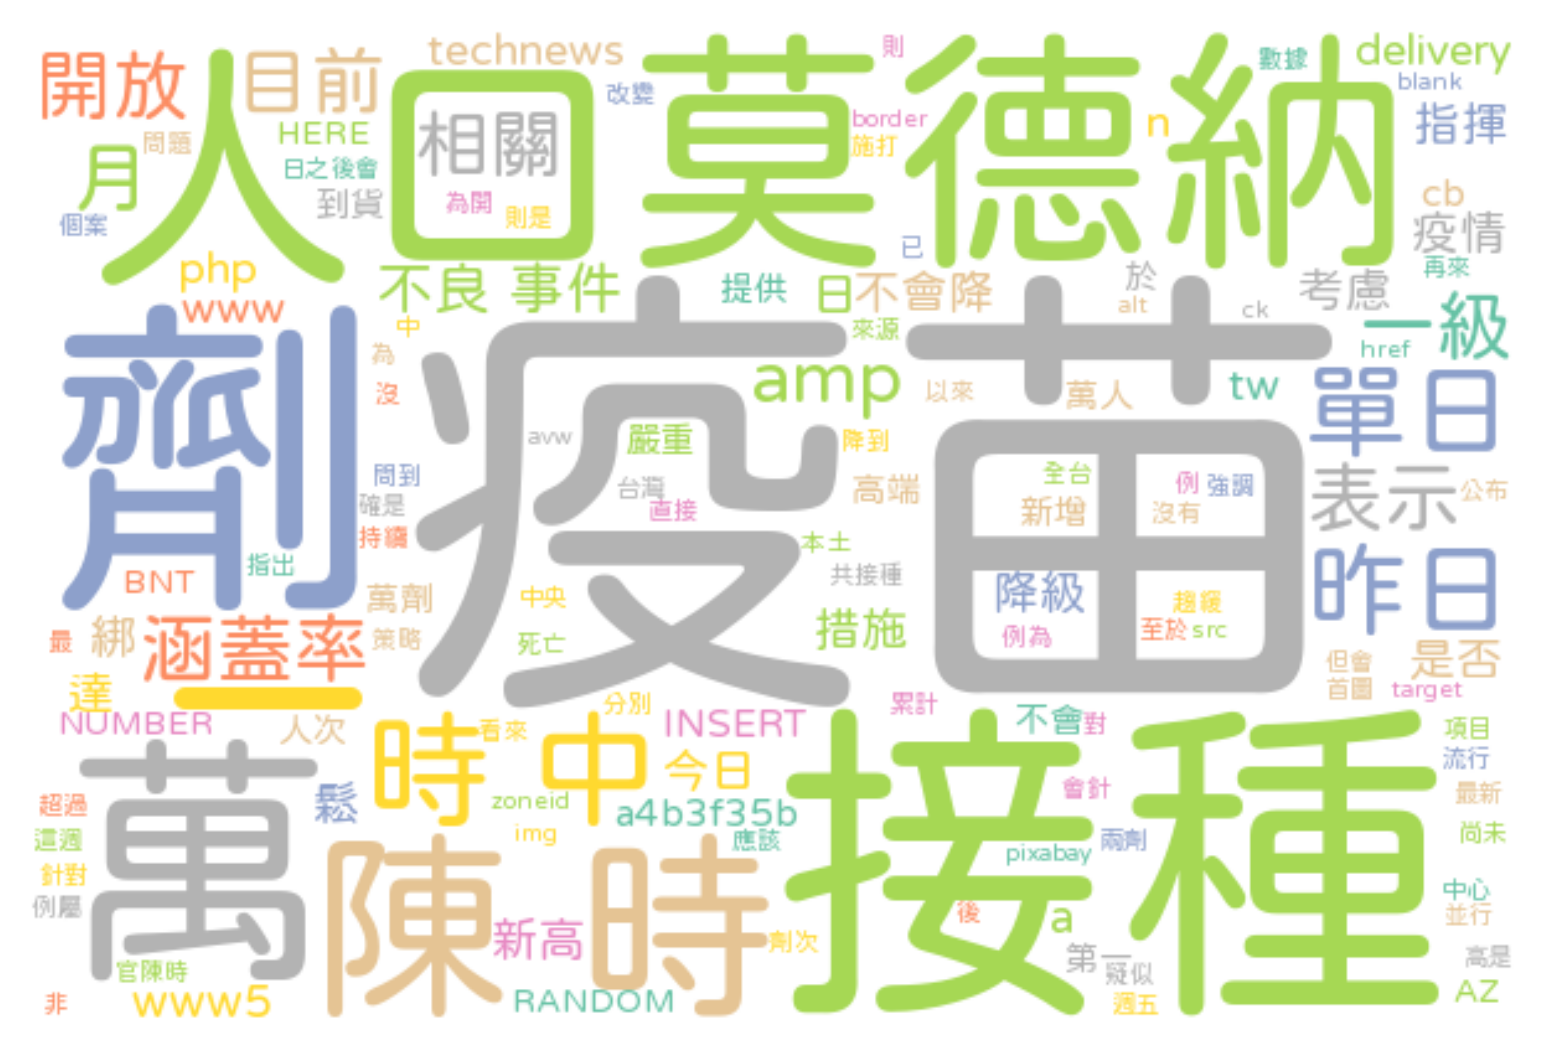 開放
人口
目前
technews
莫德納
則
數據
delivery
blank
改變
相關
border
n
指揮
問題
HERE
施打
月
日之後會
到貨
為開
則是
個案
cb
疫情
已
再來
php
www
不良
事件
提供
日
不會降
於
alt
ck
考慮
一級
href
中
來源
劑
疫苗
為
沒
amp
以來
萬人
tw
單日
avw
嚴重
降到
問到
確是
台灣
直接
高端
全台
新增
例
強調
沒有
表示
公布
持續
本土
指出
BNT
共接種
昨日
萬劑
中央
降級
趨緩
最
綁
涵蓋率
策略
死亡
措施
例為
至於
src
是否
但會
首圖
target
達
一
分別
累計
NUMBER
人次
時中
看來
INSERT
不會
對
接種
項目
流行
今日
萬
鬆
zoneid
a4b3f35b
會針
最新
超過
img
應該
pixabay
兩劑
尚未
這週
針對
例屬
陳時
新高
劑次
後
a
中心
並行
第一
疑似
高是
官陳時
非
www5
RANDOM
週五
AZ